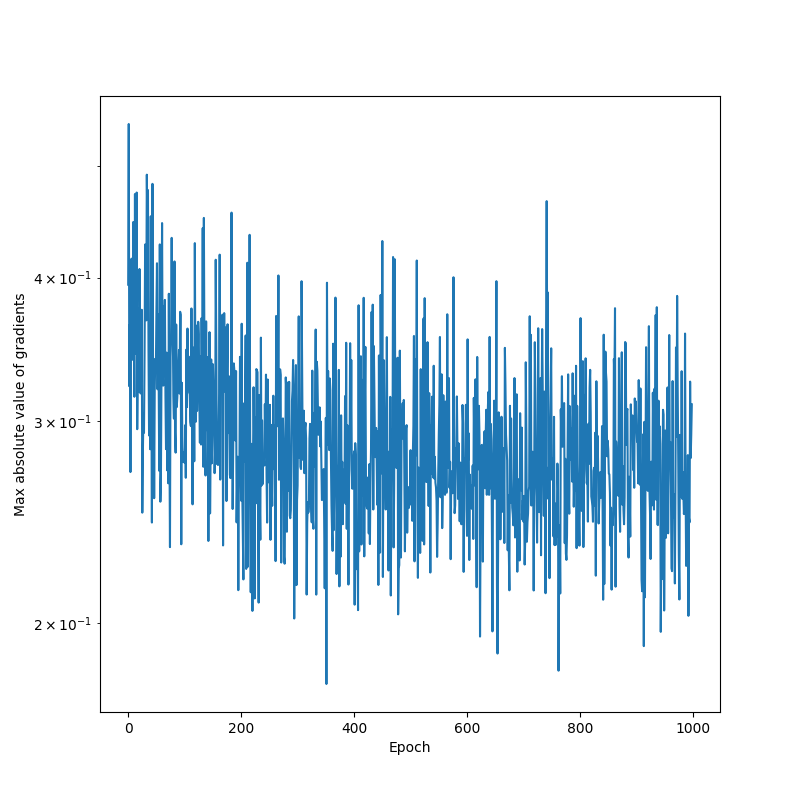 Max absolute value of gradients
4 × 10⁻¹
3 × 10⁻¹
2 × 10⁻¹
0 200 400 600 800 1000
Epoch